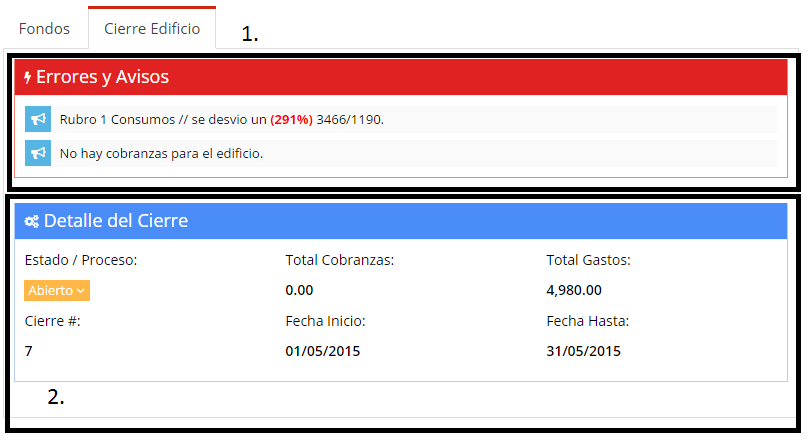 Fondos
Cierre Edificio
1.
Errores y Avisos
Rubro 1 Consumos // se desvio un (291%) 3466/1190.
No hay cobranzas para el edificio.
Detalle del Cierre
Estado / Proceso: Total Cobranzas: Total Gastos:
Abierto 0.00 4,980.00
Cierre #: Fecha Inicio: Fecha Hasta:
7 01/05/2015 31/05/2015
2.